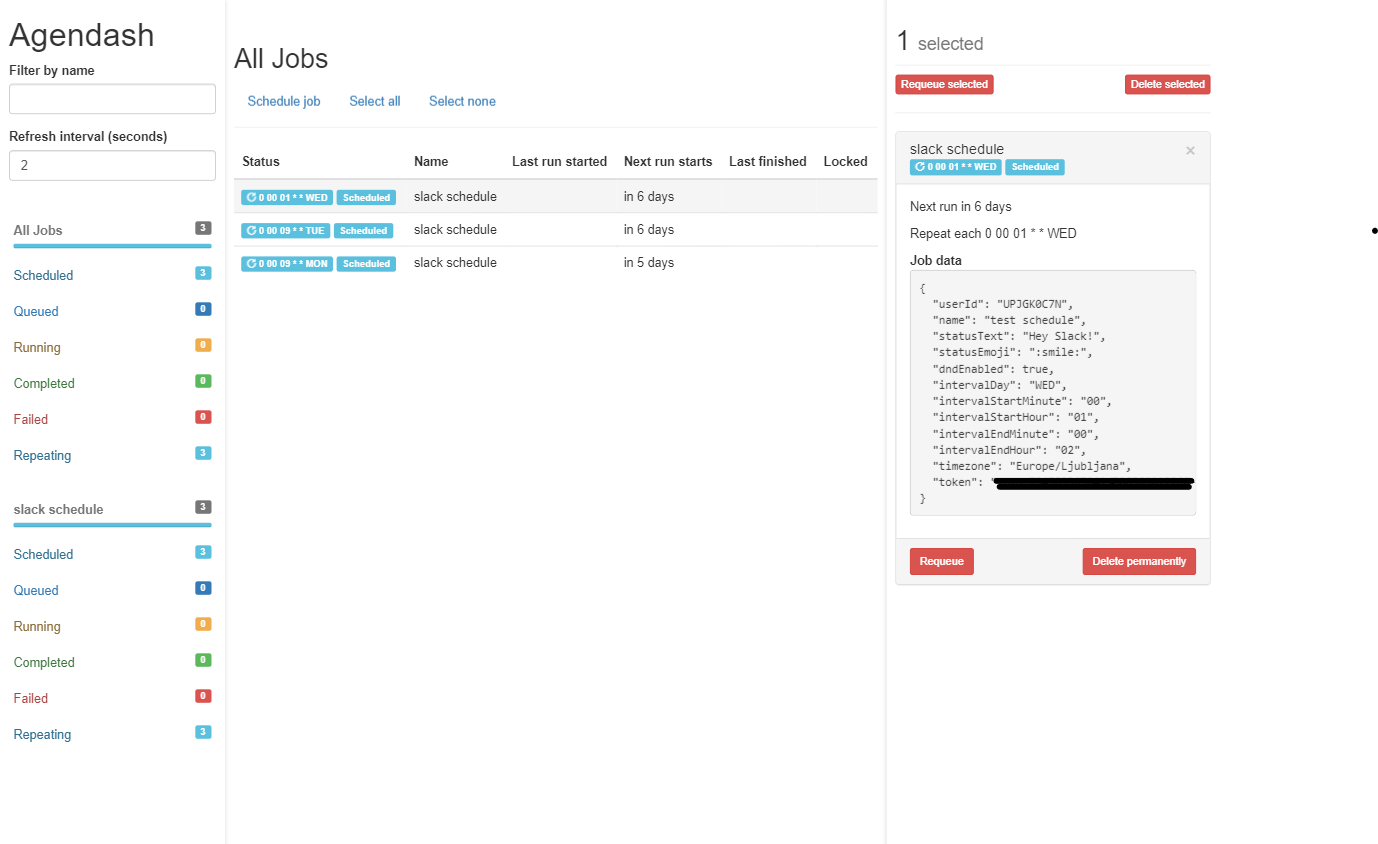 Agendash
Filter by name
Refresh interval (seconds)
2
All Jobs 3
Scheduled 3
Queued 0
Running 0
Completed 0
Failed 0
Repeating 3
slack schedule 3
Scheduled 3
Queued 0
Running 0
Completed 0
Failed 0
Repeating 3
All Jobs
Schedule job Select all Select none
Status Name Last run started Next run starts Last finished Locked
0 00 01 * * WED Scheduled slack schedule in 6 days
0 00 09 * * TUE Scheduled slack schedule in 6 days
0 00 09 * * MON Scheduled slack schedule in 5 days
1 selected
Requeue selected Delete selected
slack schedule ×
0 00 01 * * WED Scheduled
Next run in 6 days
Repeat each 0 00 01 * * WED
Job data
{
"userId": "UPJGK0C7N",
"name": "test schedule",
"statusText": "Hey Slack!",
"statusEmoji": ":smile:",
"dndEnabled": true,
"intervalDay": "WED",
"intervalStartMinute": "00",
"intervalStartHour": "01",
"intervalEndMinute": "00",
"intervalEndHour": "02",
"timezone": "Europe/Ljubljana",
"token": "
}
Requeue Delete permanently